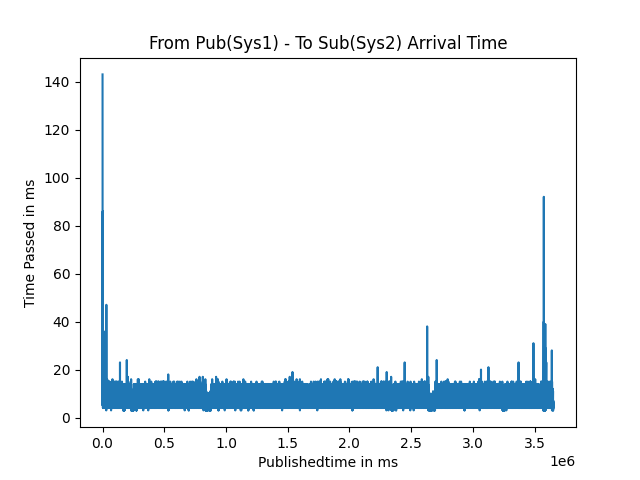 From Pub(Sys1) - To Sub(Sys2) Arrival Time
140
120
100
80
60
40
20
0
Time Passed in ms
0.0 0.5 1.0 1.5 2.0 2.5 3.0 3.5
1e6
Publishedtime in ms